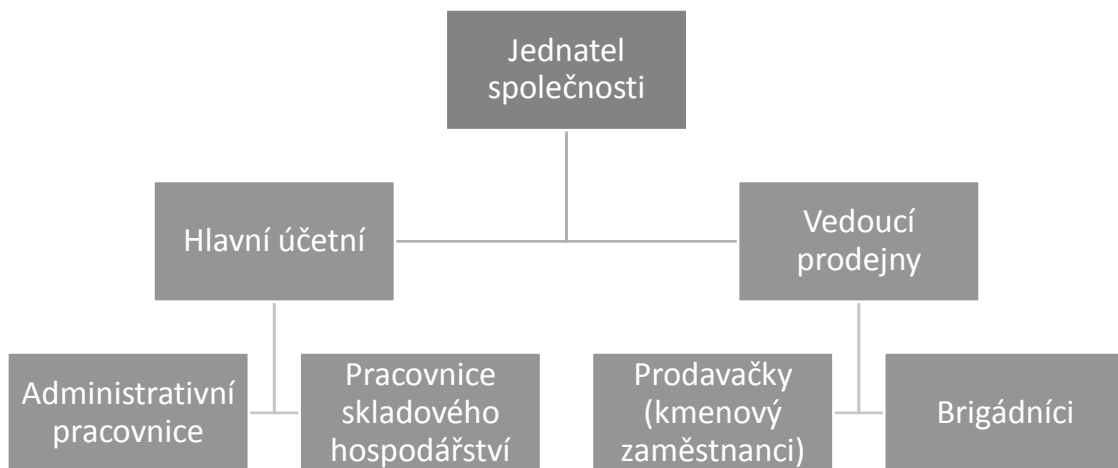 Jednatel
společnosti
Hlavní účetní
Vedoucí
prodejny
Administrativní
pracovnice
Pracovnice
skladového
hospodářství
Prodavačky
(kmenový
zaměstnanci)
Brigádníci